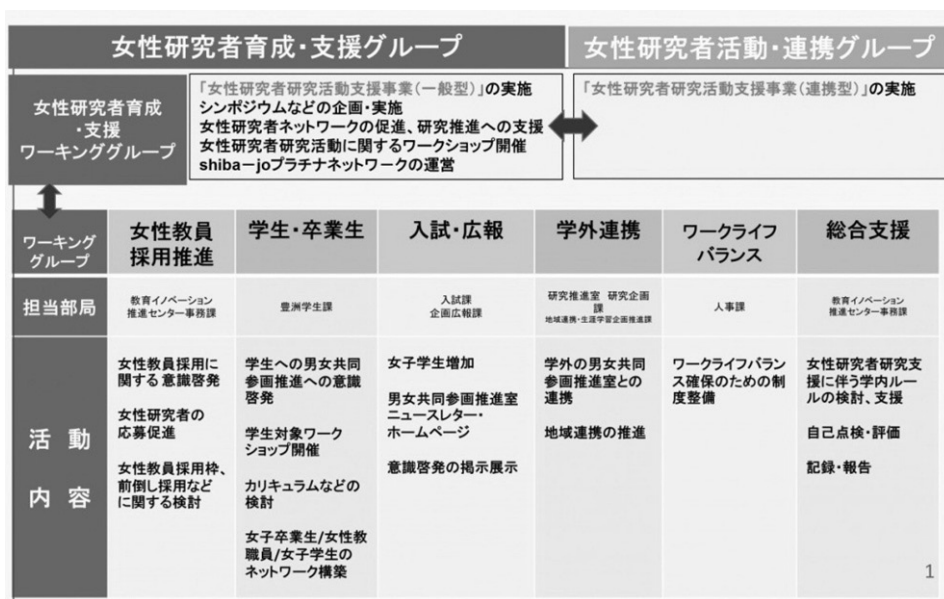 女性研究者育成・支援グループ
女性研究者活動・連携グループ
女性研究者育成
・支援
ワーキンググループ
「女性研究者研究活動支援事業(一般型)」の実施
シンポジウムなどの企画・実施
女性研究者ネットワークの促進、研究推進への支援
女性研究者研究活動に関するワークショップ開催
shiba－joプラチナネットワークの運営
「女性研究者研究活動支援事業(連携型)」の実施
ワーキング
グループ
女性教員
採用推進
学生・卒業生
入試・広報
学外連携
ワークライフ
バランス
総合支援
担当部局
教育イノベーション
推進センター事務課
豊洲学生課
入試課
企画広報課
研究推進室 研究企画
課
地域連携・生涯学習企画推進課
人事課
教育イノベーション
推進センター事務課
活 動
内 容
女性教員採用に
関する 意識啓発
女性研究者の
応募促進
女性教員採用枠、
前倒し採用など
に関する検討
学生への男女共同
参画推進への意識
啓発
学生対象ワーク
ショップ開催
カリキュラムなどの
検討
女子卒業生/女性教
職員/女子学生の
ネットワーク構築
女子学生増加
男女共同参画推進室
ニュースレター・
ホームページ
意識啓発の掲示展示
学外の男女共同
参画推進室との
連携
地域連携の推進
ワークライフバラン
ス確保のための制
度整備
女性研究者研究支
援に伴う学内ルー
ルの検討、支援
自己点検・評価
記録・報告
1